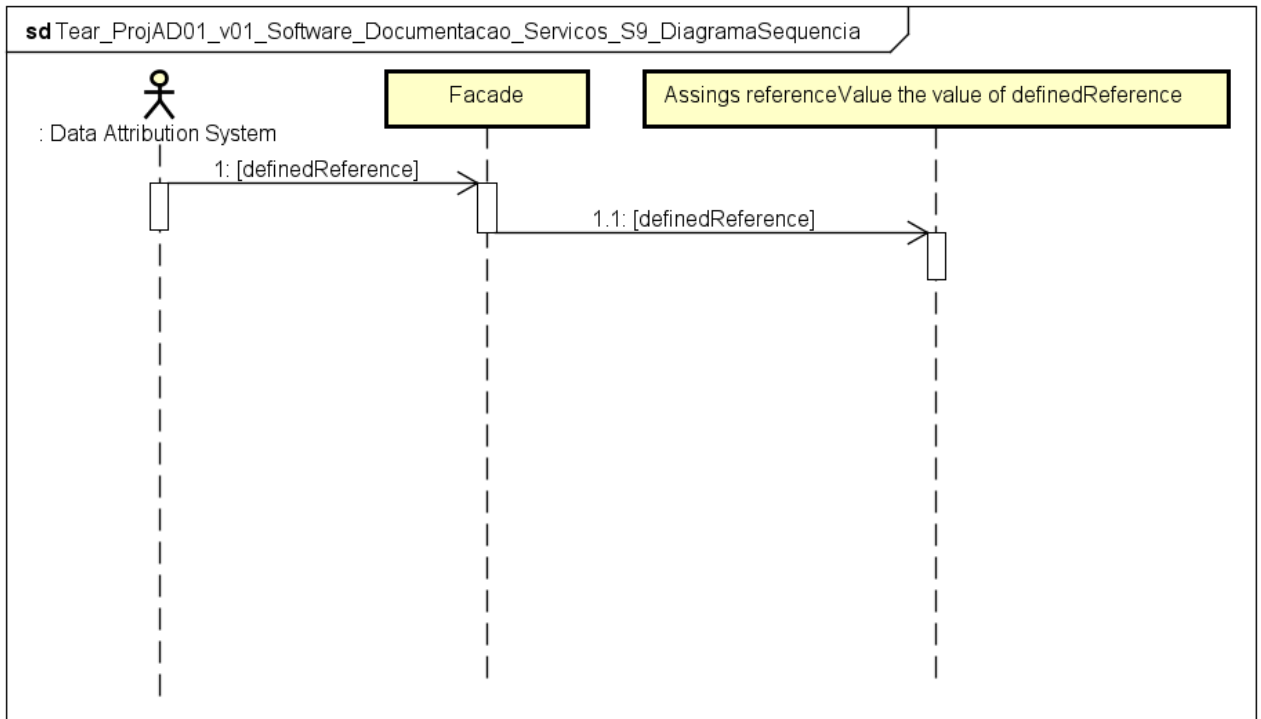 sd Tear_ProjAD01_v01_Software_Documentacao_Servicos_S9_DiagramaSequencia
Facade
Assings referenceValue the value of definedReference
: Data Attribution System
1: [definedReference]
1.1: [definedReference]